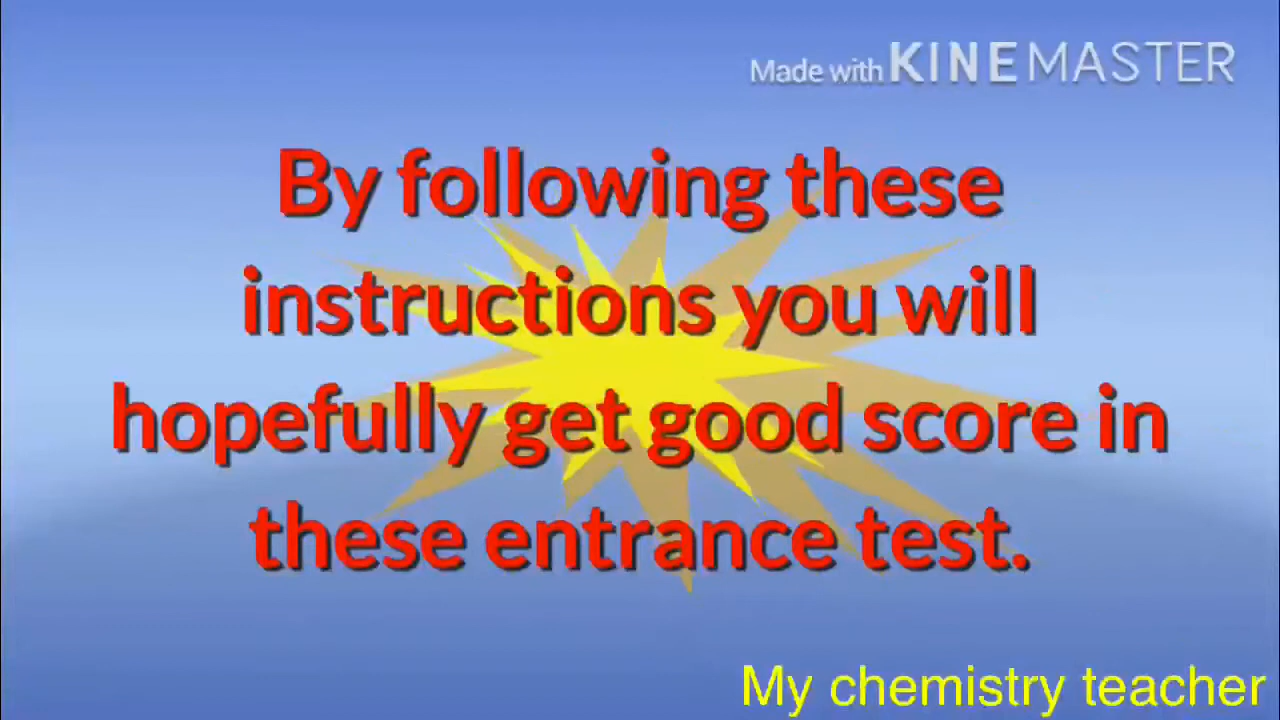 Made with KINEMASTER
By following these
instructions you will
hopefully get good score in
these entrance test.
My chemistry teacher